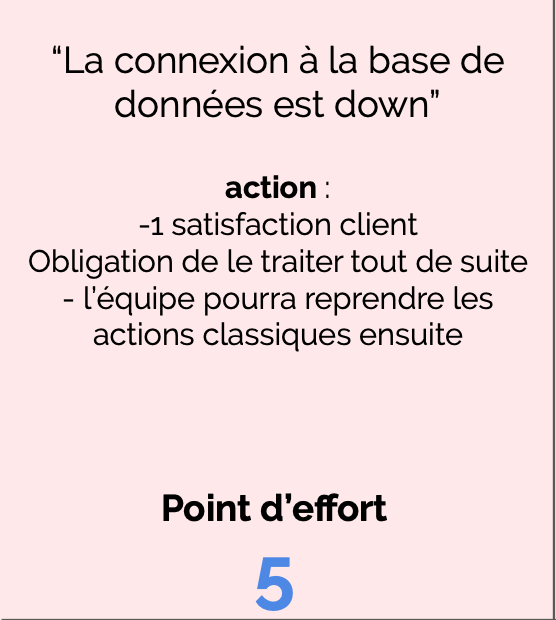 “La connexion à la base de
données est down”
action :
-1 satisfaction client
Obligation de le traiter tout de suite
- l’équipe pourra reprendre les
actions classiques ensuite
Point d’effort
5